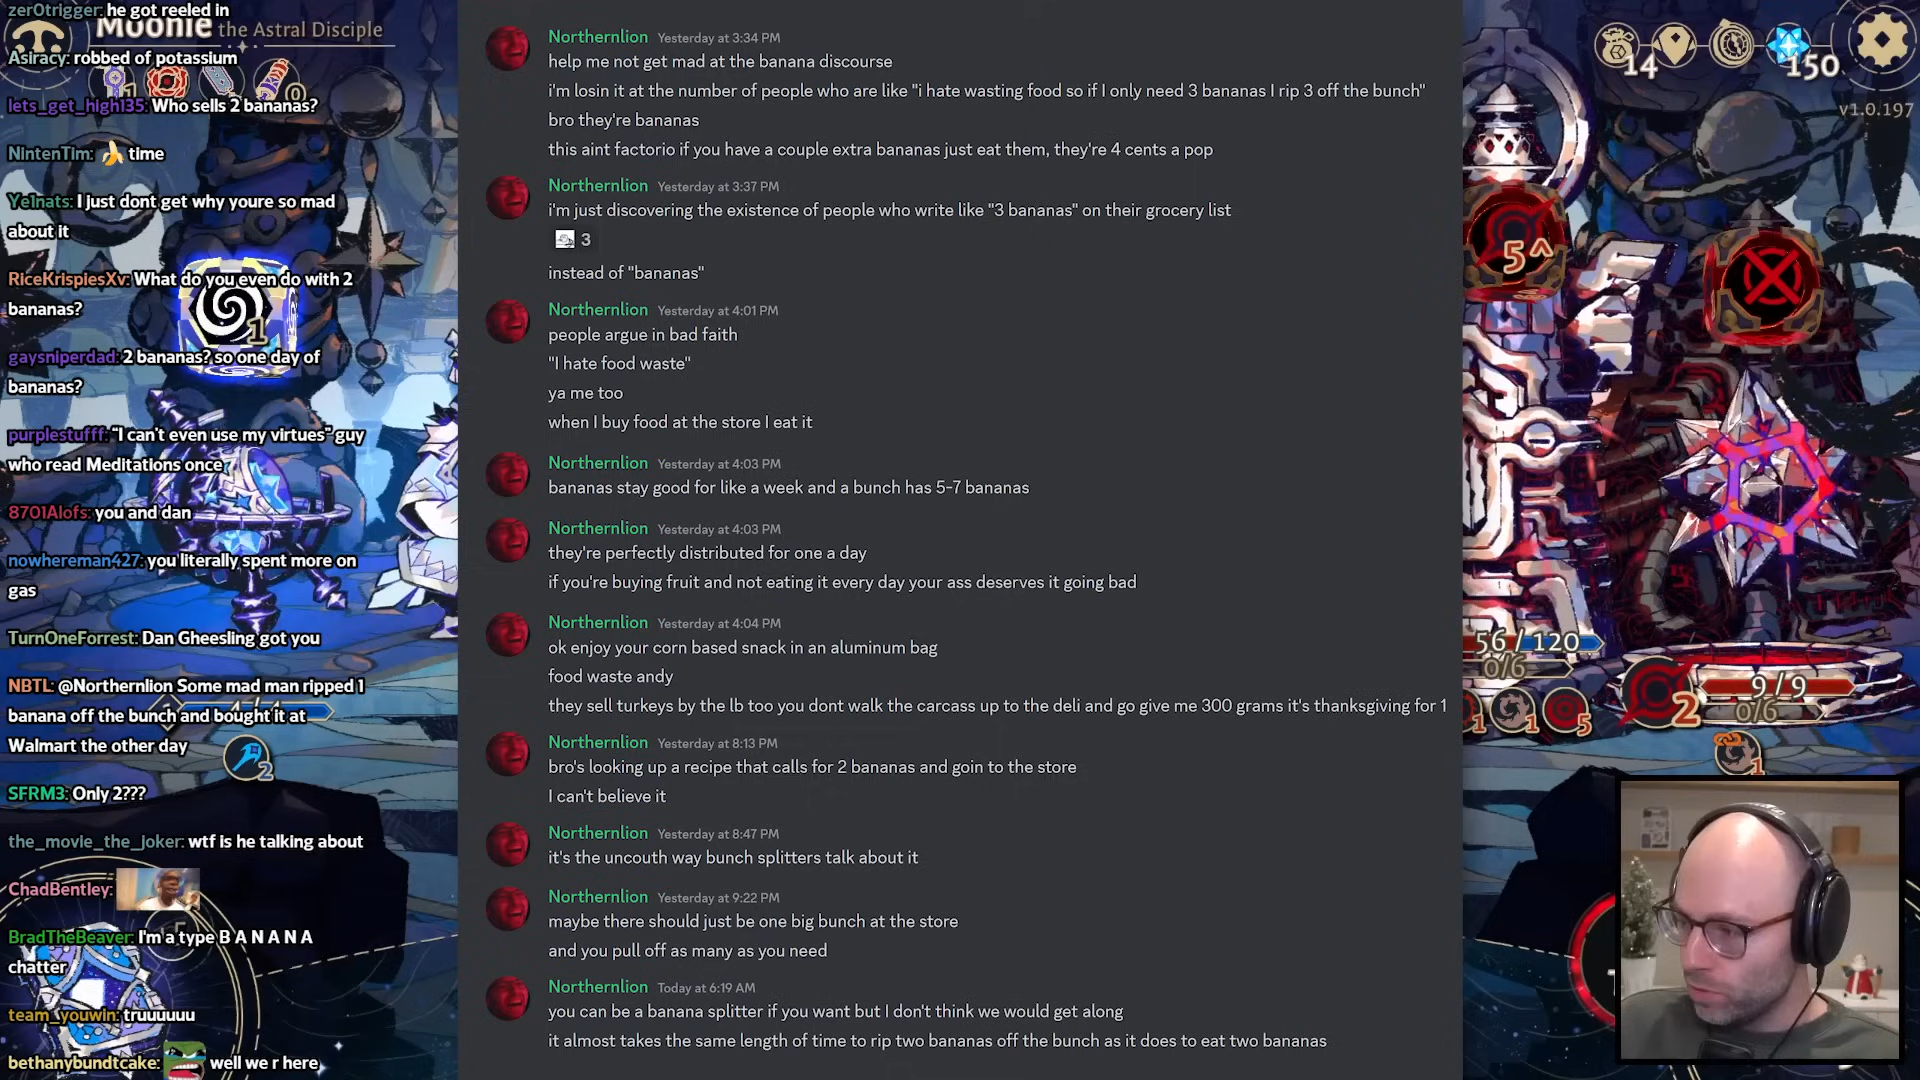 zer0trigger: he got reeled in
Moonie the Astral Disciple
Asiracy: robbed of potassium
lets_get_high135: Who sells 2 bananas?
NintenTim: time
Ye1nats: I just dont get why youre so mad
about it
RiceKrispiesXv: What do you even do with 2
bananas?
1
gaysniperdad: 2 bananas? so one day of
bananas?
purplestufff: "I can't even use my virtues" guy
who read Meditations once
8701Alofs: you and dan
nowhereman427: you literally spent more on
gas
TurnOneForrest: Dan Gheesling got you
NBTL: @Northernlion Some mad man ripped 1
banana off the bunch and bought it at
Walmart the other day
2
SFRM3: Only 2???
the_movie_the_joker: wtf is he talking about
ChadBentley:
BradTheBeaver: I'm a type B A N A N A
chatter
team_youwin: truuuuuu
bethanybundtcake: well we r here
Northernlion Yesterday at 3:34 PM
help me not get mad at the banana discourse
i'm losin it at the number of people who are like "i hate wasting food so if I only need 3 bananas I rip 3 off the bunch"
bro they're bananas
this aint factorio if you have a couple extra bananas just eat them, they're 4 cents a pop
Northernlion Yesterday at 3:37 PM
i'm just discovering the existence of people who write like "3 bananas" on their grocery list
3
instead of "bananas"
Northernlion Yesterday at 4:01 PM
people argue in bad faith
"I hate food waste"
ya me too
when I buy food at the store I eat it
Northernlion Yesterday at 4:03 PM
bananas stay good for like a week and a bunch has 5-7 bananas
Northernlion Yesterday at 4:03 PM
they're perfectly distributed for one a day
if you're buying fruit and not eating it every day your ass deserves it going bad
Northernlion Yesterday at 4:04 PM
ok enjoy your corn based snack in an aluminum bag
food waste andy
they sell turkeys by the lb too you dont walk the carcass up to the deli and go give me 300 grams it's thanksgiving for 1
Northernlion Yesterday at 8:13 PM
bro's looking up a recipe that calls for 2 bananas and goin to the store
I can't believe it
Northernlion Yesterday at 8:47 PM
it's the uncouth way bunch splitters talk about it
Northernlion Yesterday at 9:22 PM
maybe there should just be one big bunch at the store
and you pull off as many as you need
Northernlion Today at 6:19 AM
you can be a banana splitter if you want but I don't think we would get along
it almost takes the same length of time to rip two bananas off the bunch as it does to eat two bananas
14
150
v1.0.197
5^
56/120
0/6
1 1 5
2
9/9
0/6
1